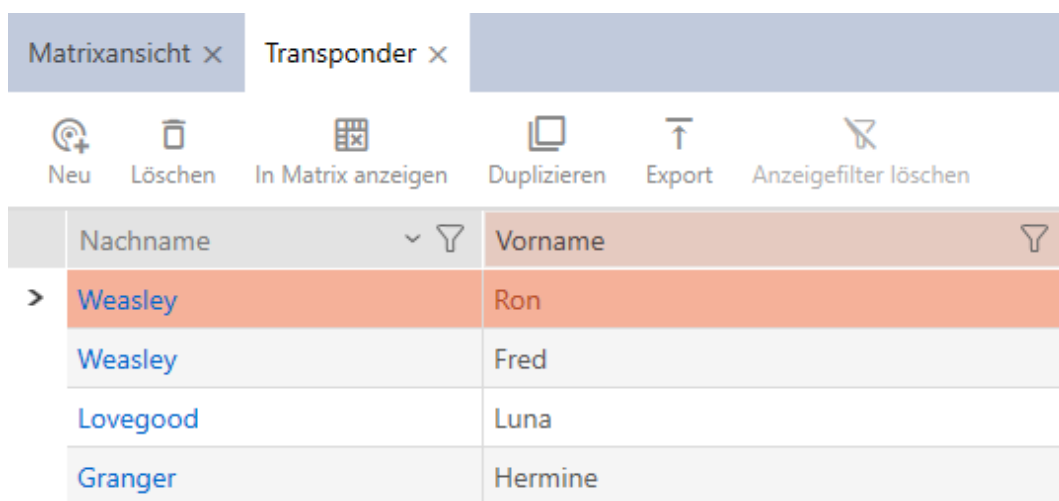 Matrixansicht × Transponder ×
Neu Löschen In Matrix anzeigen Duplizieren Export Anzeigefilter löschen
Nachname Vorname
Weasley Ron
Weasley Fred
Lovegood Luna
Granger Hermine